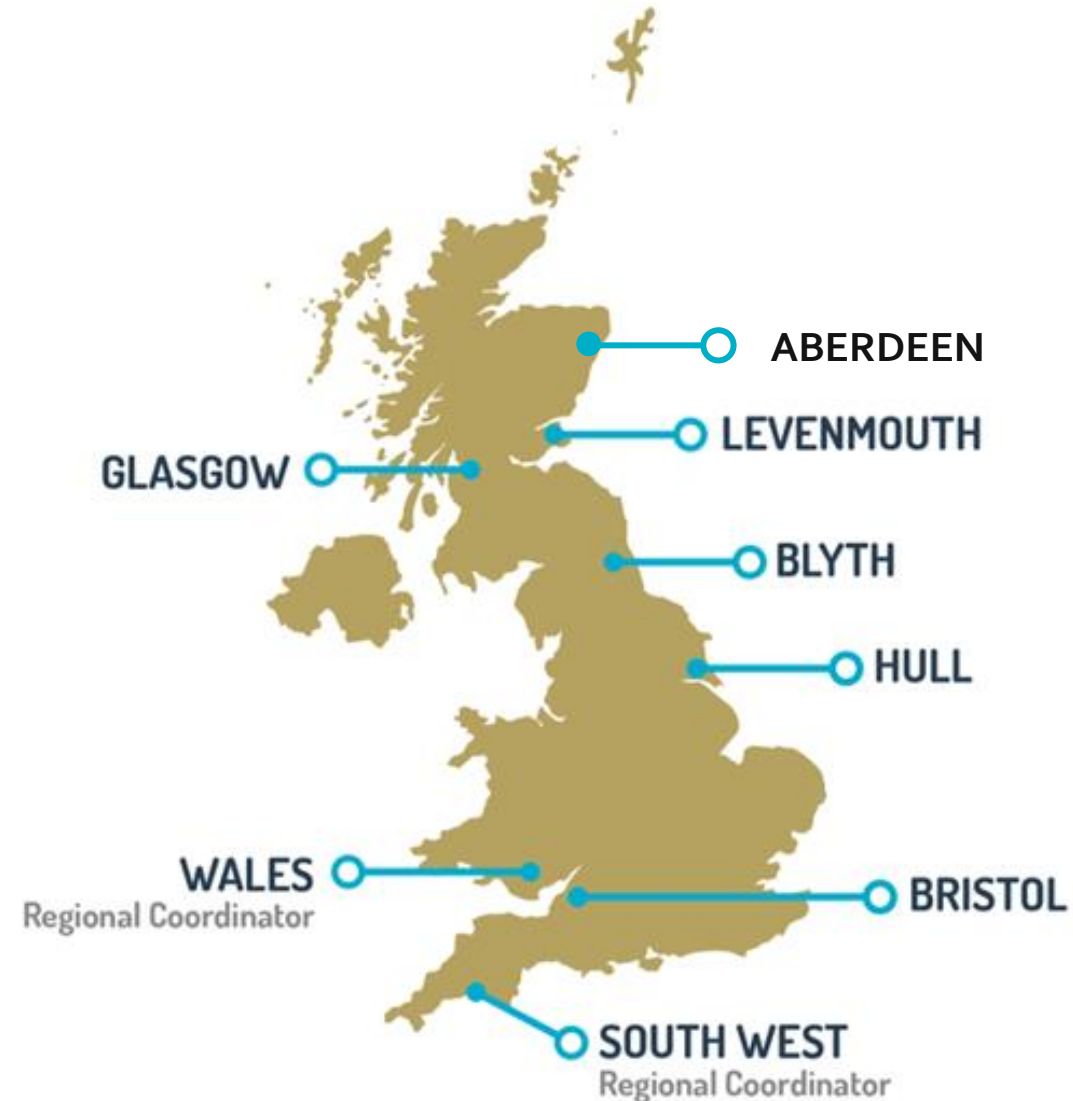 ABERDEEN
LEVENMOUTH
GLASGOW
BLYTH
HULL
WALES
Regional Coordinator
BRISTOL
SOUTH WEST
Regional Coordinator